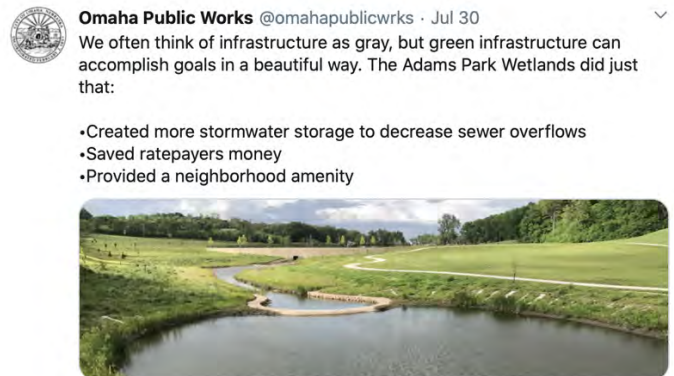 Omaha Public Works @omahapublicwrks · Jul 30
We often think of infrastructure as gray, but green infrastructure can
accomplish goals in a beautiful way. The Adams Park Wetlands did just
that:
•Created more stormwater storage to decrease sewer overflows
•Saved ratepayers money
•Provided a neighborhood amenity